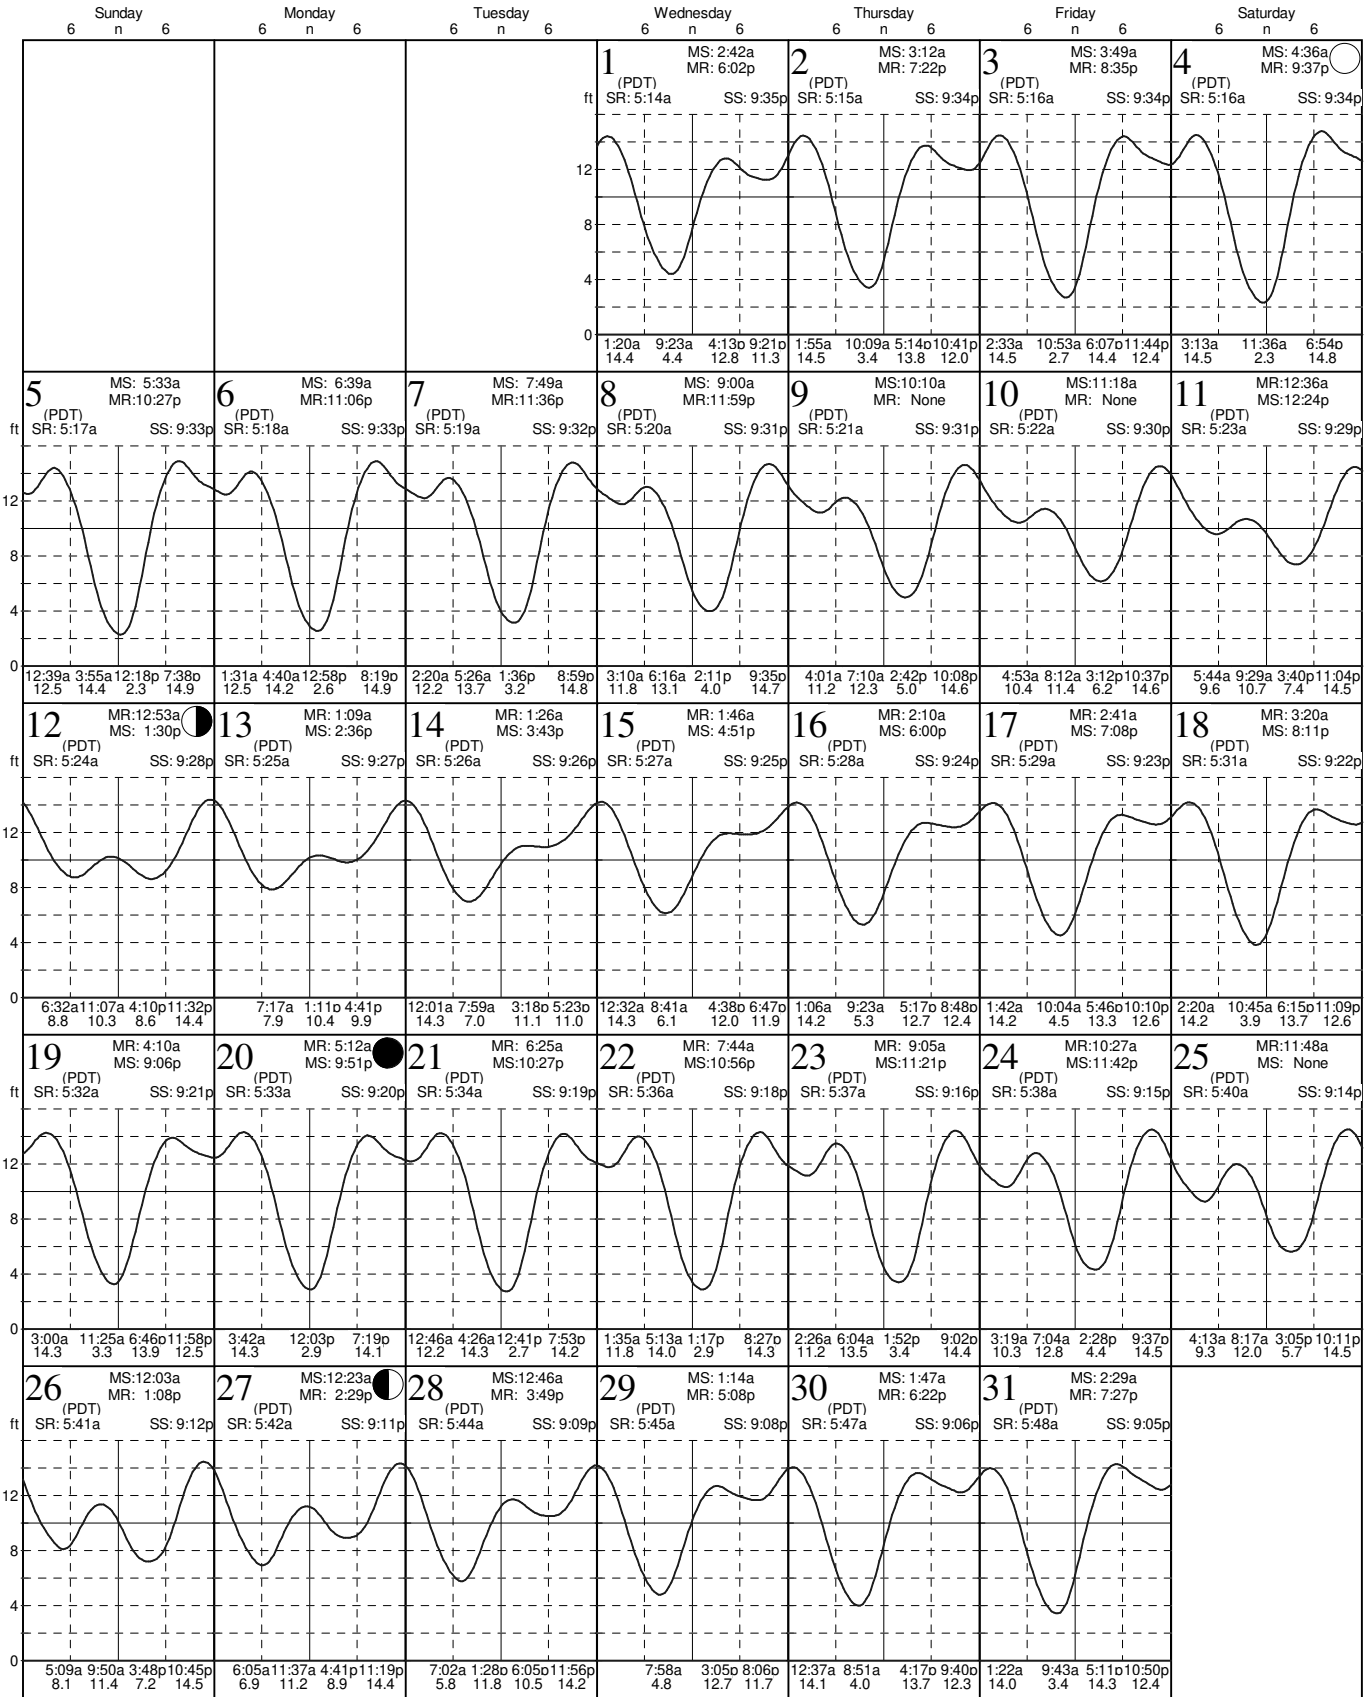 Sunday Monday Tuesday Wednesday Thursday Friday Saturday
6 n 6 6 n 6 6 n 6 6 n 6 6 n 6 6 n 6 6 n 6
1 MS: 2:42a 2 MS: 3:12a 3 MS: 3:49a 4 MS: 4:36a
MR: 6:02p MR: 7:22p MR: 8:35p MR: 9:37p
(PDT) (PDT) (PDT) (PDT)
ft SR: 5:14a SS: 9:35p SR: 5:15a SS: 9:34p SR: 5:16a SS: 9:34p SR: 5:16a SS: 9:34p
12
8
4
0
1:20a 9:23a 4:13p 9:21p 1:55a 10:09a 5:14p 10:41p 2:33a 10:53a 6:07p 11:44p 3:13a 11:36a 6:54p
14.4 4.4 12.8 11.3 14.5 3.4 13.8 12.0 14.5 2.7 14.4 12.4 14.5 2.3 14.8
5 MS: 5:33a 6 MS: 6:39a 7 MS: 7:49a 8 MS: 9:00a 9 MS:10:10a 10 MS:11:18a 11 MR:12:36a
MR:10:27p MR:11:06p MR:11:36p MR:11:59p MR: None MR: None MS:12:24p
(PDT) (PDT) (PDT) (PDT) (PDT) (PDT) (PDT)
ft SR: 5:17a SS: 9:33p SR: 5:18a SS: 9:33p SR: 5:19a SS: 9:32p SR: 5:20a SS: 9:31p SR: 5:21a SS: 9:31p SR: 5:22a SS: 9:30p SR: 5:23a SS: 9:29p
12
8
4
0
12:39a 3:55a 12:18p 7:38p 1:31a 4:40a 12:58p 8:19p 2:20a 5:26a 1:36p 8:59p 3:10a 6:16a 2:11p 9:35p 4:01a 7:10a 2:42p 10:08p 4:53a 8:12a 3:12p 10:37p 5:44a 9:29a 3:40p 11:04p
12.5 14.4 2.3 14.9 12.5 14.2 2.6 14.9 12.2 13.7 3.2 14.8 11.8 13.1 4.0 14.7 11.2 12.3 5.0 14.6 10.4 11.4 6.2 14.6 9.6 10.7 7.4 14.5
12 MR:12:53a 13 MR: 1:09a 14 MR: 1:26a 15 MR: 1:46a 16 MR: 2:10a 17 MR: 2:41a 18 MR: 3:20a
MS: 1:30p MS: 2:36p MS: 3:43p MS: 4:51p MS: 6:00p MS: 7:08p MS: 8:11p
(PDT) (PDT) (PDT) (PDT) (PDT) (PDT) (PDT)
ft SR: 5:24a SS: 9:28p SR: 5:25a SS: 9:27p SR: 5:26a SS: 9:26p SR: 5:27a SS: 9:25p SR: 5:28a SS: 9:24p SR: 5:29a SS: 9:23p SR: 5:31a SS: 9:22p
12
8
4
0
6:32a 11:07a 4:10p 11:32p 7:17a 1:11p 4:41p 12:01a 7:59a 3:18p 5:23p 12:32a 8:41a 4:38p 6:47p 1:06a 9:23a 5:17p 8:48p 1:42a 10:04a 5:46p 10:10p 2:20a 10:45a 6:15p 11:09p
8.8 10.3 8.6 14.4 7.9 10.4 9.9 14.3 7.0 11.1 11.0 14.3 6.1 12.0 11.9 14.2 5.3 12.7 12.4 14.2 4.5 13.3 12.6 14.2 3.9 13.7 12.6
19 MR: 4:10a 20 MR: 5:12a 21 MR: 6:25a 22 MR: 7:44a 23 MR: 9:05a 24 MR:10:27a 25 MR:11:48a
MS: 9:06p MS: 9:51p MS:10:27p MS:10:56p MS:11:21p MS:11:42p MS: None
(PDT) (PDT) (PDT) (PDT) (PDT) (PDT) (PDT)
ft SR: 5:32a SS: 9:21p SR: 5:33a SS: 9:20p SR: 5:34a SS: 9:19p SR: 5:36a SS: 9:18p SR: 5:37a SS: 9:16p SR: 5:38a SS: 9:15p SR: 5:40a SS: 9:14p
12
8
4
0
3:00a 11:25a 6:46p 11:58p 3:42a 12:03p 7:19p 12:46a 4:26a 12:41p 7:53p 1:35a 5:13a 1:17p 8:27p 2:26a 6:04a 1:52p 9:02p 3:19a 7:04a 2:28p 9:37p 4:13a 8:17a 3:05p 10:11p
14.3 3.3 13.9 12.5 14.3 2.9 14.1 12.2 14.3 2.7 14.2 11.8 14.0 2.9 14.3 11.2 13.5 3.4 14.4 10.3 12.8 4.4 14.5 9.3 12.0 5.7 14.5
26 MS:12:03a 27 MS:12:23a 28 MS:12:46a 29 MS: 1:14a 30 MS: 1:47a 31 MS: 2:29a
MR: 1:08p MR: 2:29p MR: 3:49p MR: 5:08p MR: 6:22p MR: 7:27p
(PDT) (PDT) (PDT) (PDT) (PDT) (PDT)
ft SR: 5:41a SS: 9:12p SR: 5:42a SS: 9:11p SR: 5:44a SS: 9:09p SR: 5:45a SS: 9:08p SR: 5:47a SS: 9:06p SR: 5:48a SS: 9:05p
12
8
4
0
5:09a 9:50a 3:48p 10:45p 6:05a 11:37a 4:41p 11:19p 7:02a 1:28p 6:05p 11:56p 7:58a 3:05p 8:06p 12:37a 8:51a 4:17p 9:40p 1:22a 9:43a 5:11p 10:50p
8.1 11.4 7.2 14.5 6.9 11.2 8.9 14.4 5.8 11.8 10.5 14.2 4.8 12.7 11.7 14.1 4.0 13.7 12.3 14.0 3.4 14.3 12.4